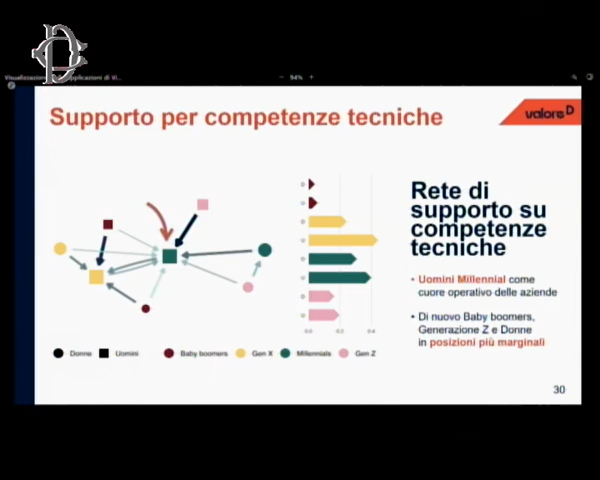 94%
Supporto per competenze tecniche
valore D
Rete di
supporto su
competenze
tecniche
• Uomini Millennial come
cuore operativo delle aziende
• Di nuovo Baby boomers,
Generazione Z e Donne
in posizioni più marginali
0.0 0.2 0.4
Donne Uomini Baby boomers Gen X Millennials Gen Z
30